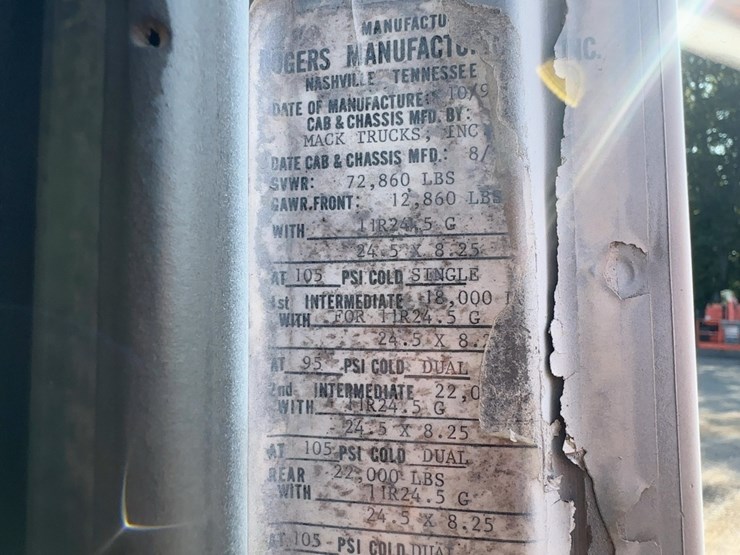 MANUFACTU
OGERS MANUFACTU INC.
NASHVILLE TENNESSEE
DATE OF MANUFACTURE: 10/9
CAB & CHASSIS MFD. BY:
MACK TRUCKS, INC
DATE CAB & CHASSIS MFD.: 8/
GVWR: 72,860 LBS
GAWR.FRONT: 12,860 LBS
WITH 11R24.5 G
24.5 X 8.25
AT 105 PSI COLD SINGLE
1st INTERMEDIATE 18,000
WITH FOR 11R24.5 G
24.5 X 8.2
AT 95 PSI COLD DUAL
2nd INTERMEDIATE 22,0
WITH 11R24.5 G
24.5 X 8.25
AT 105 PSI COLD DUAL
REAR 22,000 LBS
WITH 11R24.5 G
24.5 X 8.25
AT 105 - PSI COLD DUAL